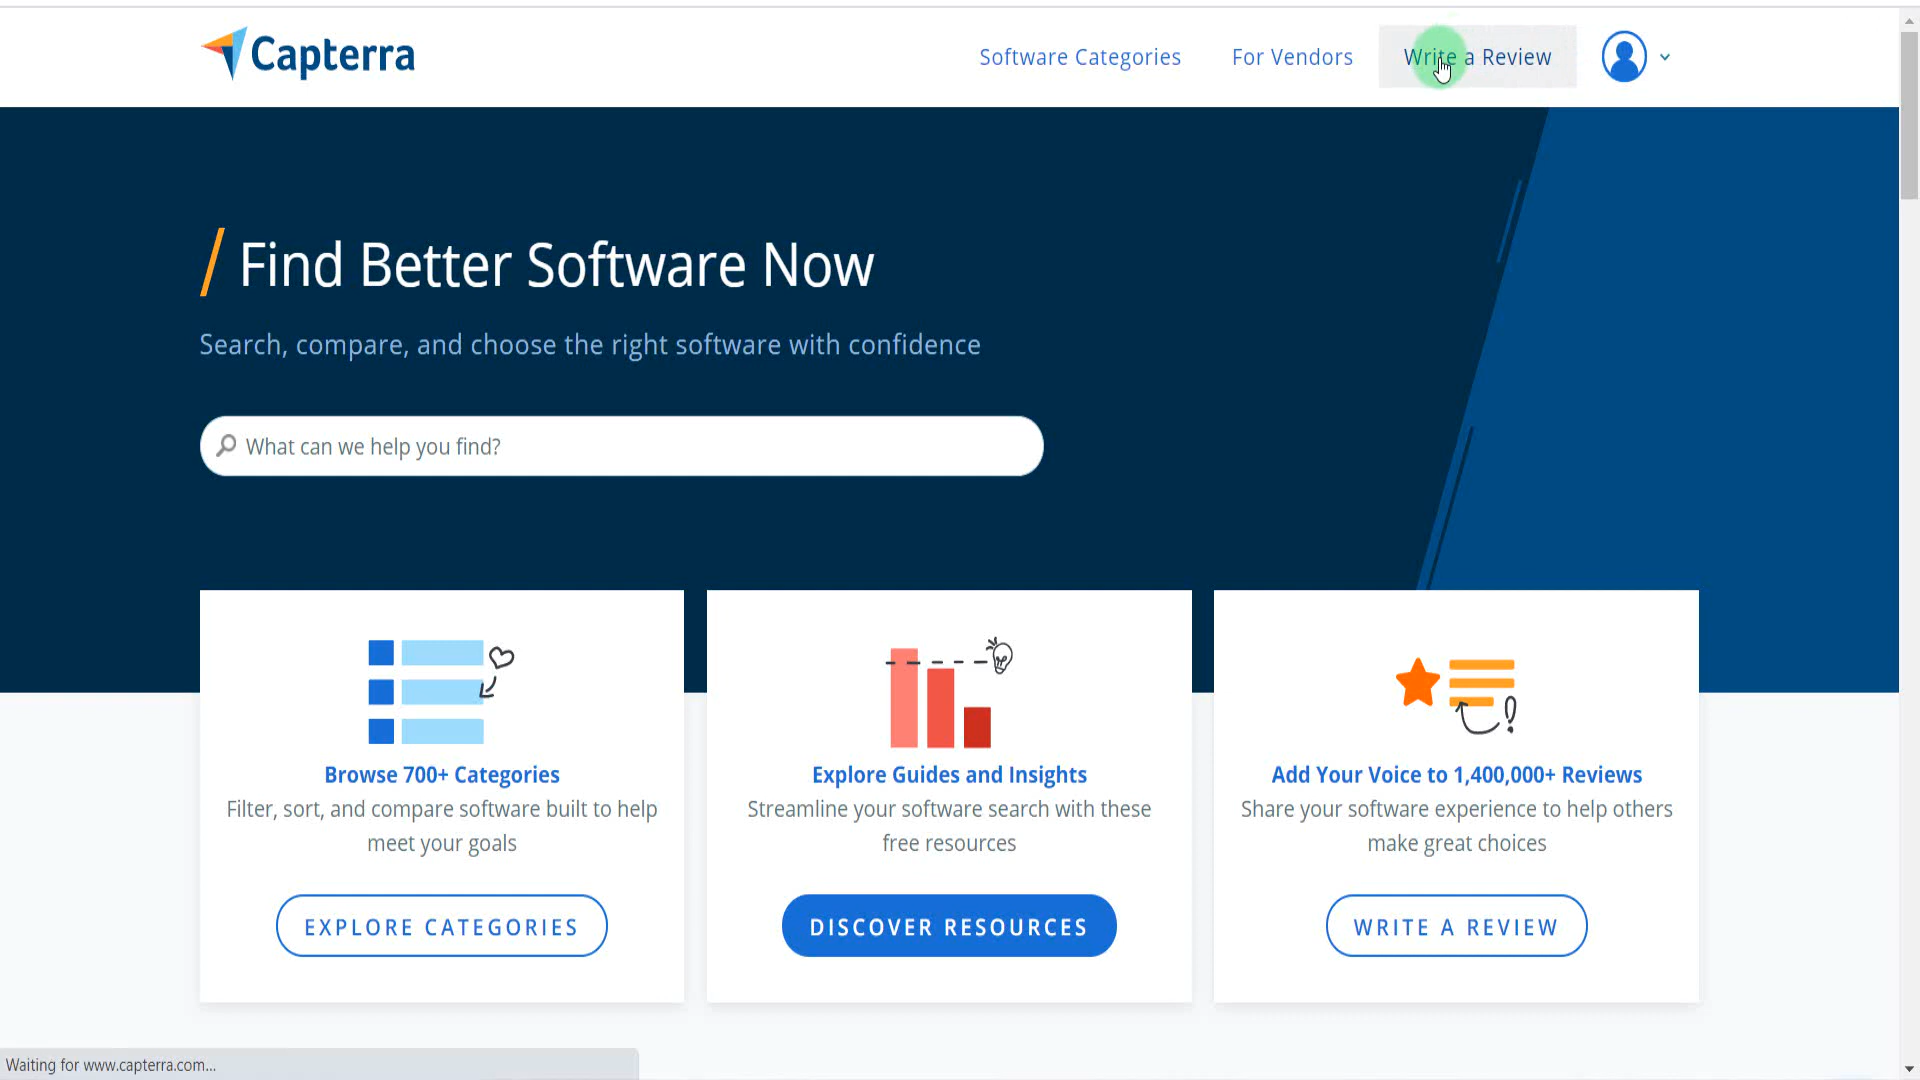 Capterra
Software Categories
For Vendors
Write a Review
Find Better Software Now
Search, compare, and choose the right software with confidence
What can we help you find?
Browse 700+ Categories
Filter, sort, and compare software built to help
meet your goals
EXPLORE CATEGORIES
Explore Guides and Insights
Streamline your software search with these
free resources
DISCOVER RESOURCES
Add Your Voice to 1,400,000+ Reviews
Share your software experience to help others
make great choices
WRITE A REVIEW
Waiting for www.capterra.com...